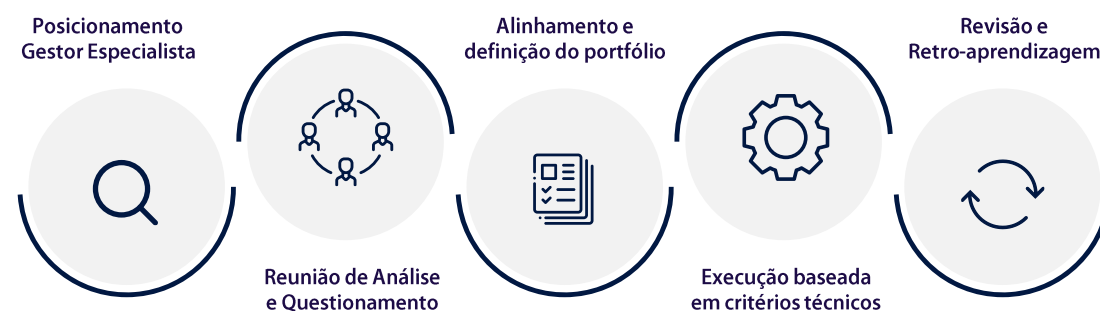 Posicionamento
Gestor Especialista
Reunião de Análise
e Questionamento
Alinhamento e
definição do portfólio
Execução baseada
em critérios técnicos
Revisão e
Retro-aprendizagem